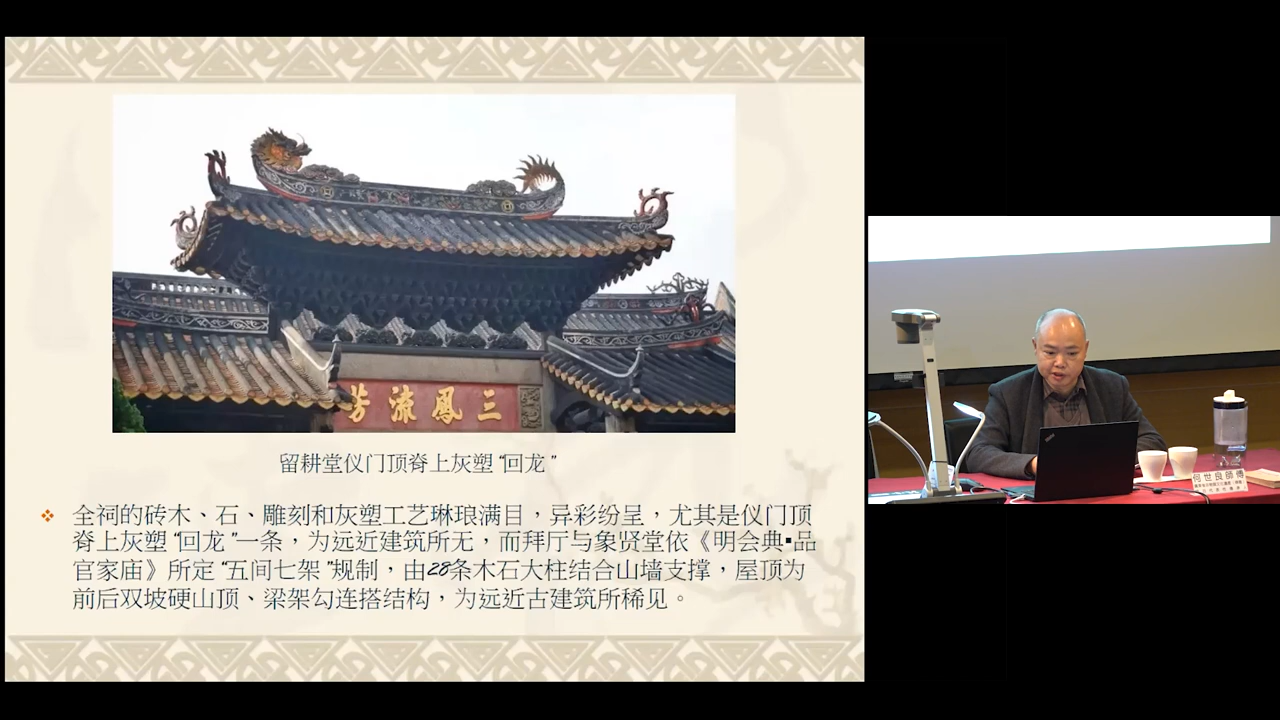 三鳳流芳
留耕堂仪门顶脊上灰塑“回龙”
全祠的砖木、石、雕刻和灰塑工艺琳琅满目，异彩纷呈，尤其是仪门顶
脊上灰塑“回龙”一条，为远近建筑所无，而拜厅与象贤堂依《明会典▪品
官家庙》所定“五间七架”规制，由28条木石大柱结合山墙支撑，屋顶为
前后双坡硬山顶、梁架勾连搭结构，为远近古建筑所稀见。
何世良師傅